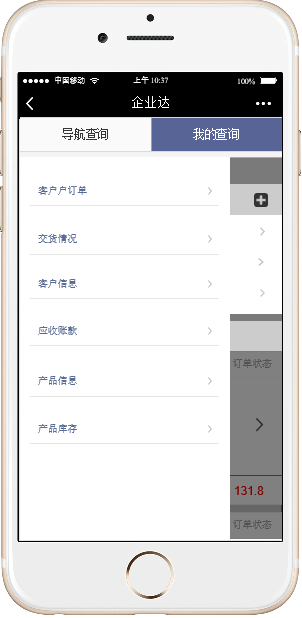 中国移动 上午 10:37 100%
企业达
导航查询 我的查询
客户户订单
交货情况
客户信息
应收账款
订单状态
产品信息
产品库存
131.8
订单状态